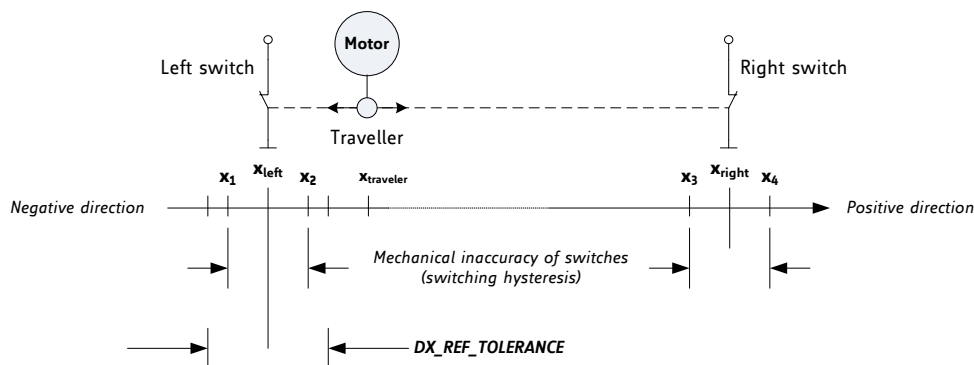 Motor
Left switch
Right switch
Traveller
x1
xleft
x2
xtraveler
x3
xright
x4
Negative direction
Positive direction
Mechanical inaccuracy of switches
(switching hysteresis)
DX_REF_TOLERANCE